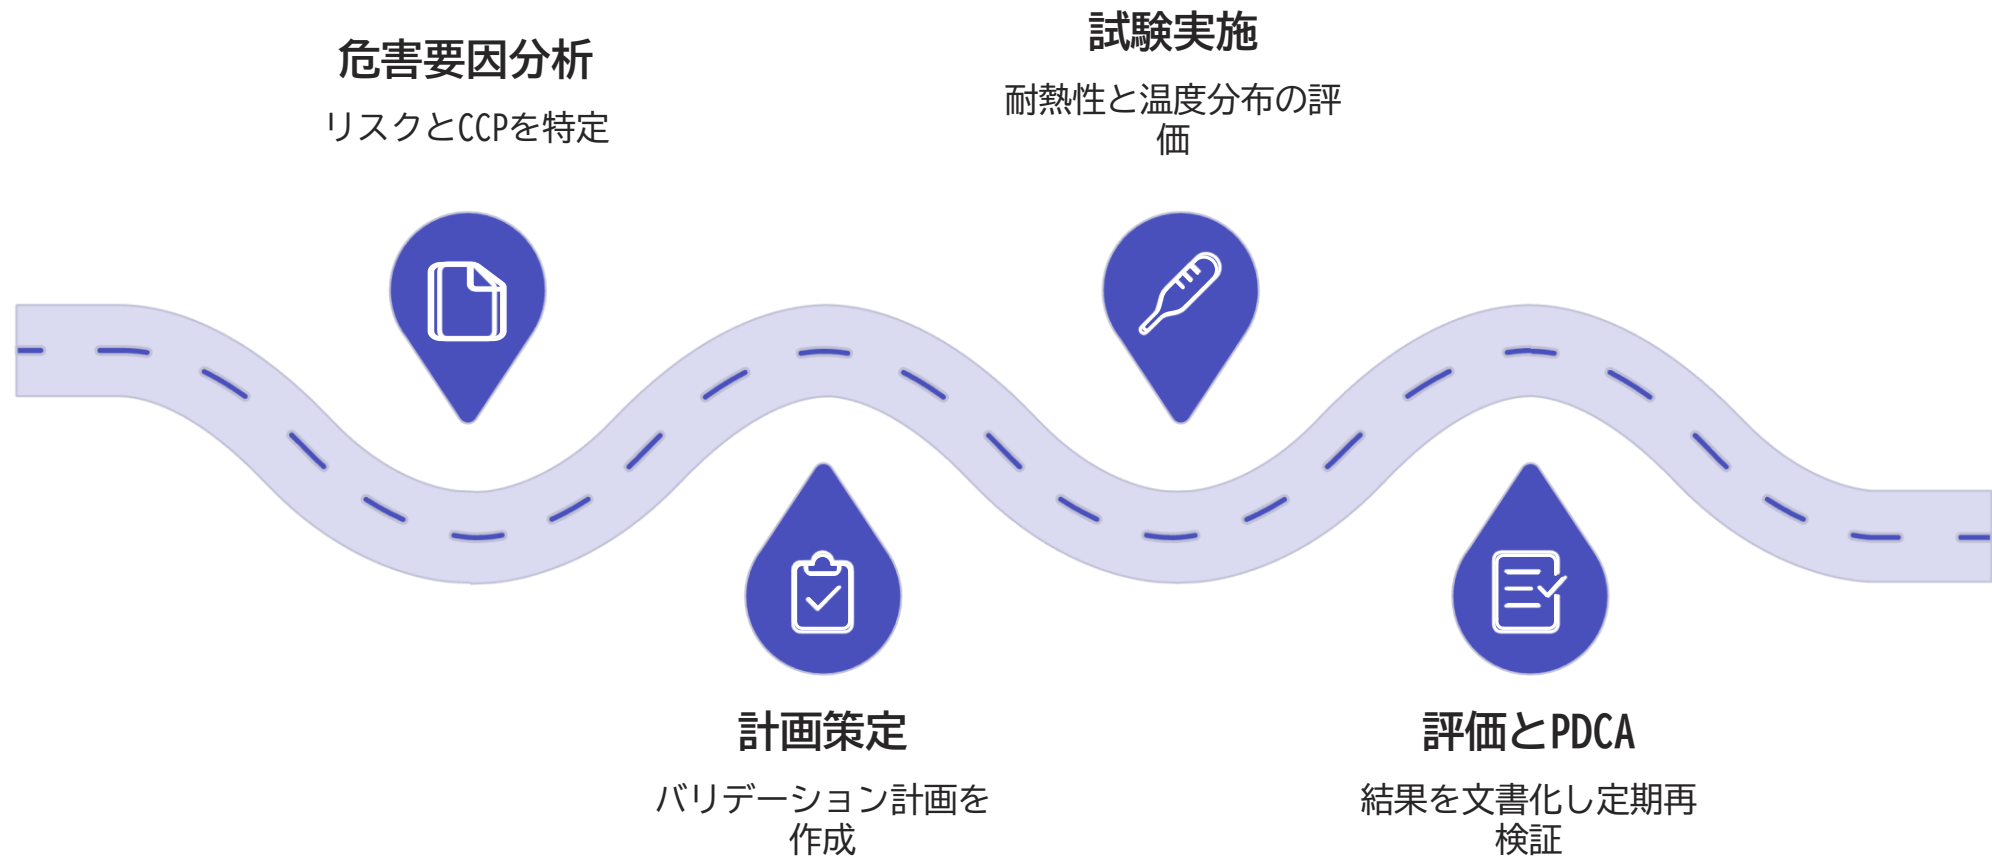 危害要因分析
リスクとCCPを特定
計画策定
バリデーション計画を
作成
試験実施
耐熱性と温度分布の評
価
評価とPDCA
結果を文書化し定期再
検証